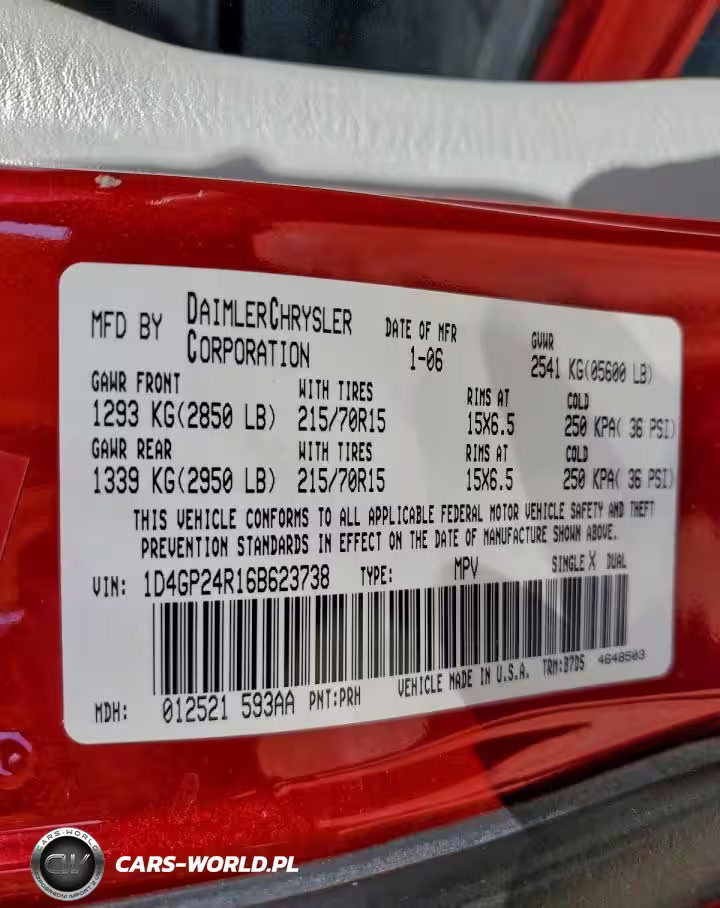 MFD BY DAIMLERCHRYSLER CORPORATION DATE OF MFR 1-06 GVWR 2541 KG(05600 LB)
GAWR FRONT WITH TIRES RIMS AT COLD
1293 KG(2850 LB) 215/70R15 15X6.5 250 KPA( 36 PSI)
GAWR REAR WITH TIRES RIMS AT COLD
1339 KG(2950 LB) 215/70R15 15X6.5 250 KPA( 36 PSI)
THIS VEHICLE CONFORMS TO ALL APPLICABLE FEDERAL MOTOR VEHICLE SAFETY AND THEFT
PREVENTION STANDARDS IN EFFECT ON THE DATE OF MANUFACTURE SHOWN ABOVE.
VIN: 1D4GP24R16B623738 TYPE: MPV SINGLE X DUAL
MDH: 012521 593AA PNT:PRH VEHICLE MADE IN U.S.A. TRM:B7D5 4648503
CARS-WORLD.PL
CARS-WORLD